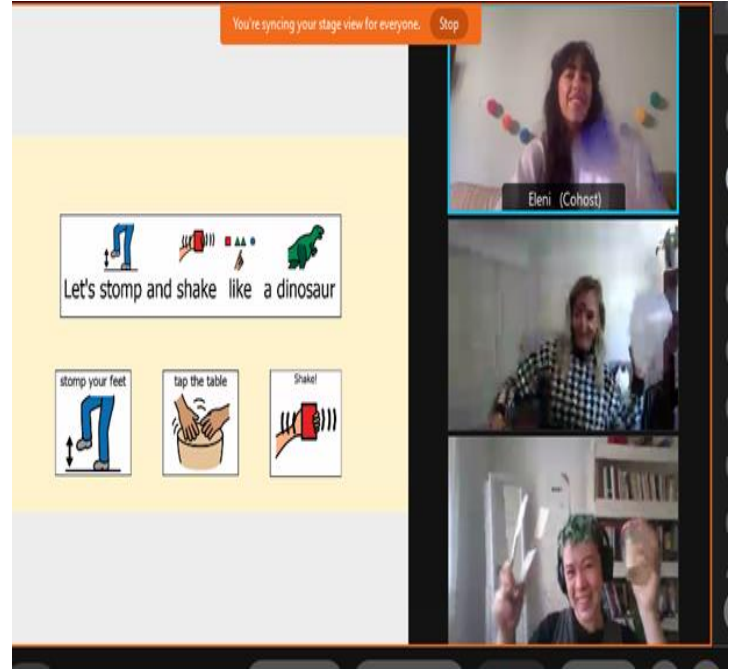 You're syncing your stage view for everyone. Stop
Let's stomp and shake like a dinosaur
stomp your feet
tap the table
Shake!
Eleni (Cohost)